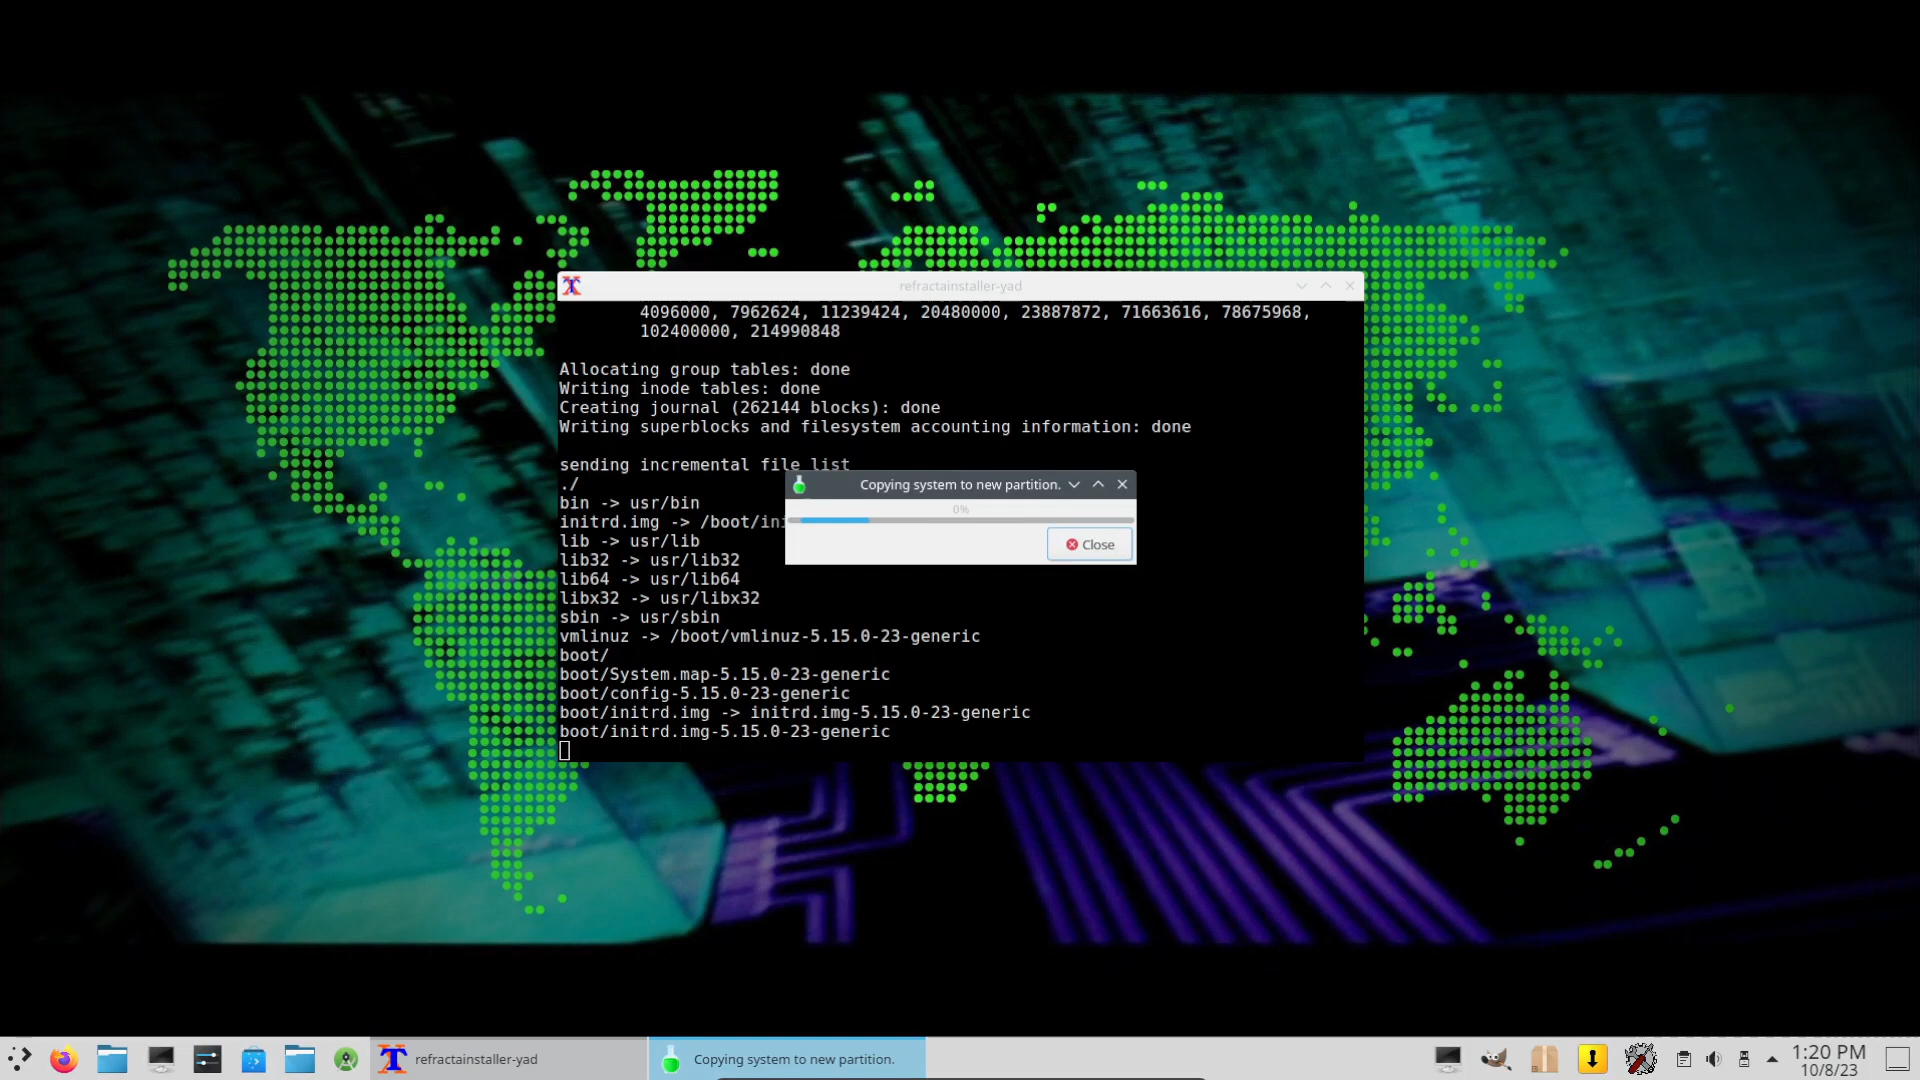 refractainstaller-yad
4096000, 7962624, 11239424, 20480000, 23887872, 71663616, 78675968,
102400000, 214990848
Allocating group tables: done
Writing inode tables: done
Creating journal (262144 blocks): done
Writing superblocks and filesystem accounting information: done
sending incremental file list
./
bin -> usr/bin
initrd.img -> /boot/ini
lib -> usr/lib
lib32 -> usr/lib32
lib64 -> usr/lib64
libx32 -> usr/libx32
sbin -> usr/sbin
vmlinuz -> /boot/vmlinuz-5.15.0-23-generic
boot/
boot/System.map-5.15.0-23-generic
boot/config-5.15.0-23-generic
boot/initrd.img -> initrd.img-5.15.0-23-generic
boot/initrd.img-5.15.0-23-generic
Copying system to new partition.
0%
Close
refractainstaller-yad
Copying system to new partition.
1:20 PM
10/8/23